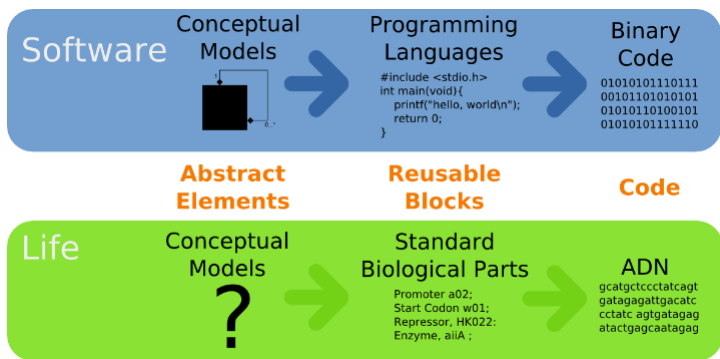 Software
Conceptual
Models
Programming
Languages
#include <stdio.h>
int main(void){
printf("hello, world\n");
return 0;
}
Binary
Code
01010101110111
00101101010101
01010110100101
01010101111110
Abstract
Elements
Reusable
Blocks
Code
Life
Conceptual
Models
?
Standard
Biological Parts
Promoter a02;
Start Codon w01;
Repressor, HK022:
Enzyme, aiiA ;
ADN
gcatgctccctatcagt
gatagagattgacatc
cctatc agtgatagag
atactgagcaatagag